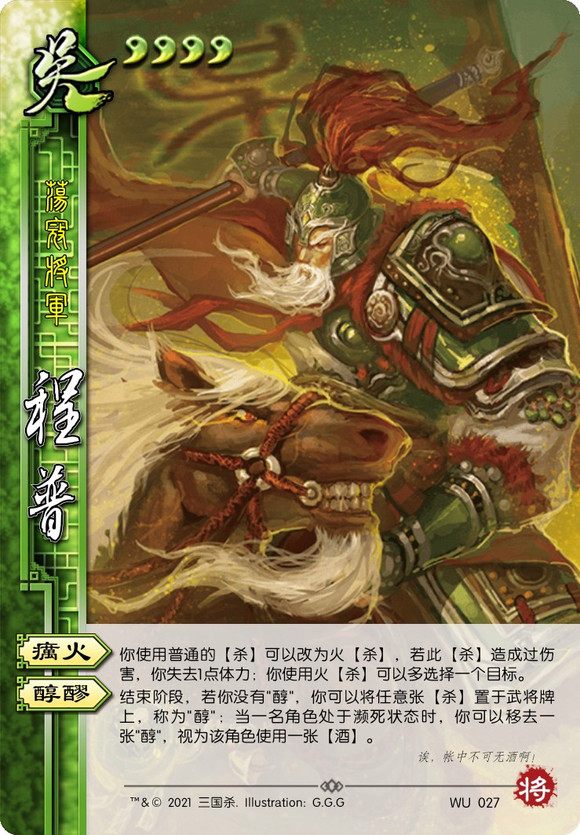 吴
蕩寇將軍
程普
疠火
你使用普通的【杀】可以改为火【杀】，若此【杀】造成过伤
害，你失去1点体力；你使用火【杀】可以多选择一个目标。
醇醪
结束阶段，若你没有"醇"，你可以将任意张【杀】置于武将牌
上，称为"醇"；当一名角色处于濒死状态时，你可以移去一
张"醇"，视为该角色使用一张【酒】。
诶，帐中不可无酒啊！
™&© 2021 三国杀. Illustration: G.G.G
WU 027
将